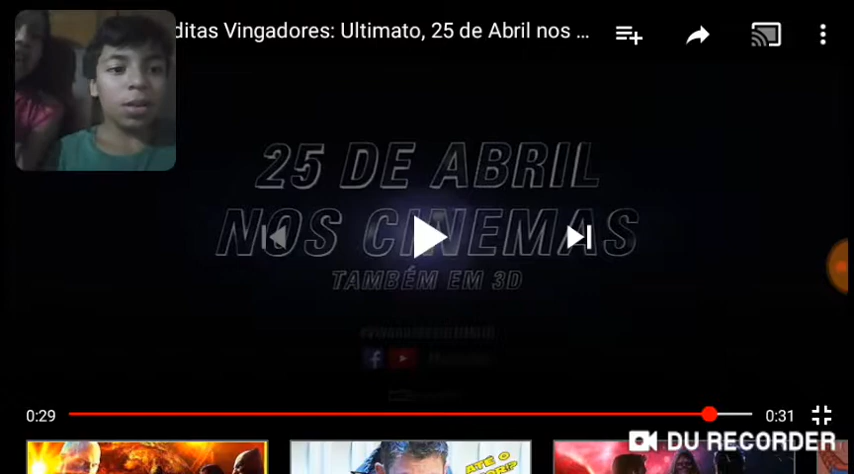 ditas Vingadores: Ultimato, 25 de Abril nos ...
25 DE ABRIL
NOS CINEMAS
TAMBÉM EM 3D
0:29
0:31
ATÉ O
DU RECORDER